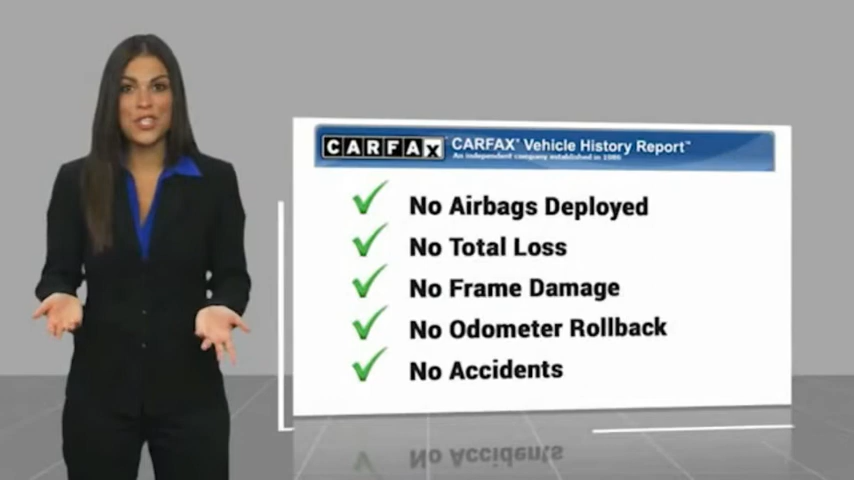 CARFAX CARFAX® Vehicle History Report™
An independent company established in 1986
No Airbags Deployed
No Total Loss
No Frame Damage
No Odometer Rollback
No Accidents
No Accidents